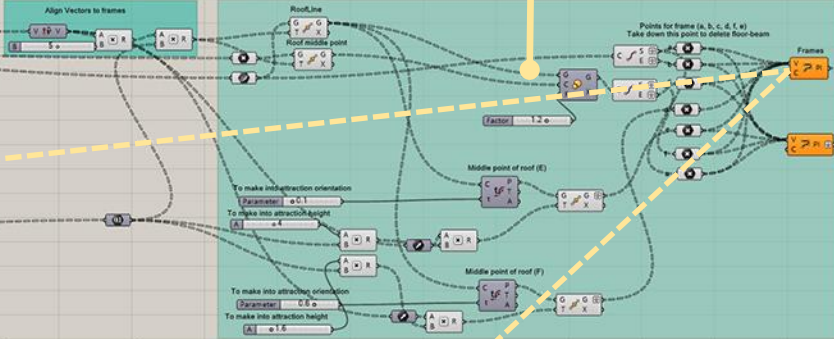 Align Vectors to frames
V V
B 5
A B R
A B R
RoofLine
G T G X
Roof middle point
G T G X
Points for frame (a, b, c, d, f, e)
Take down this point to delete floor-beam
C S E
Frames
V C Pl
G C F G
C S E
Factor 1.2
V C Pl
Middle point of roof (E)
C t P T A
G T G X
To make into attraction orientation
Parameter 0.1
To make into attraction height
A 4
A B R
A B R
A B R
Middle point of roof (F)
C t P T A
G T G X
To make into attraction orientation
Parameter 0.6
To make into attraction height
A 1.6
A B R